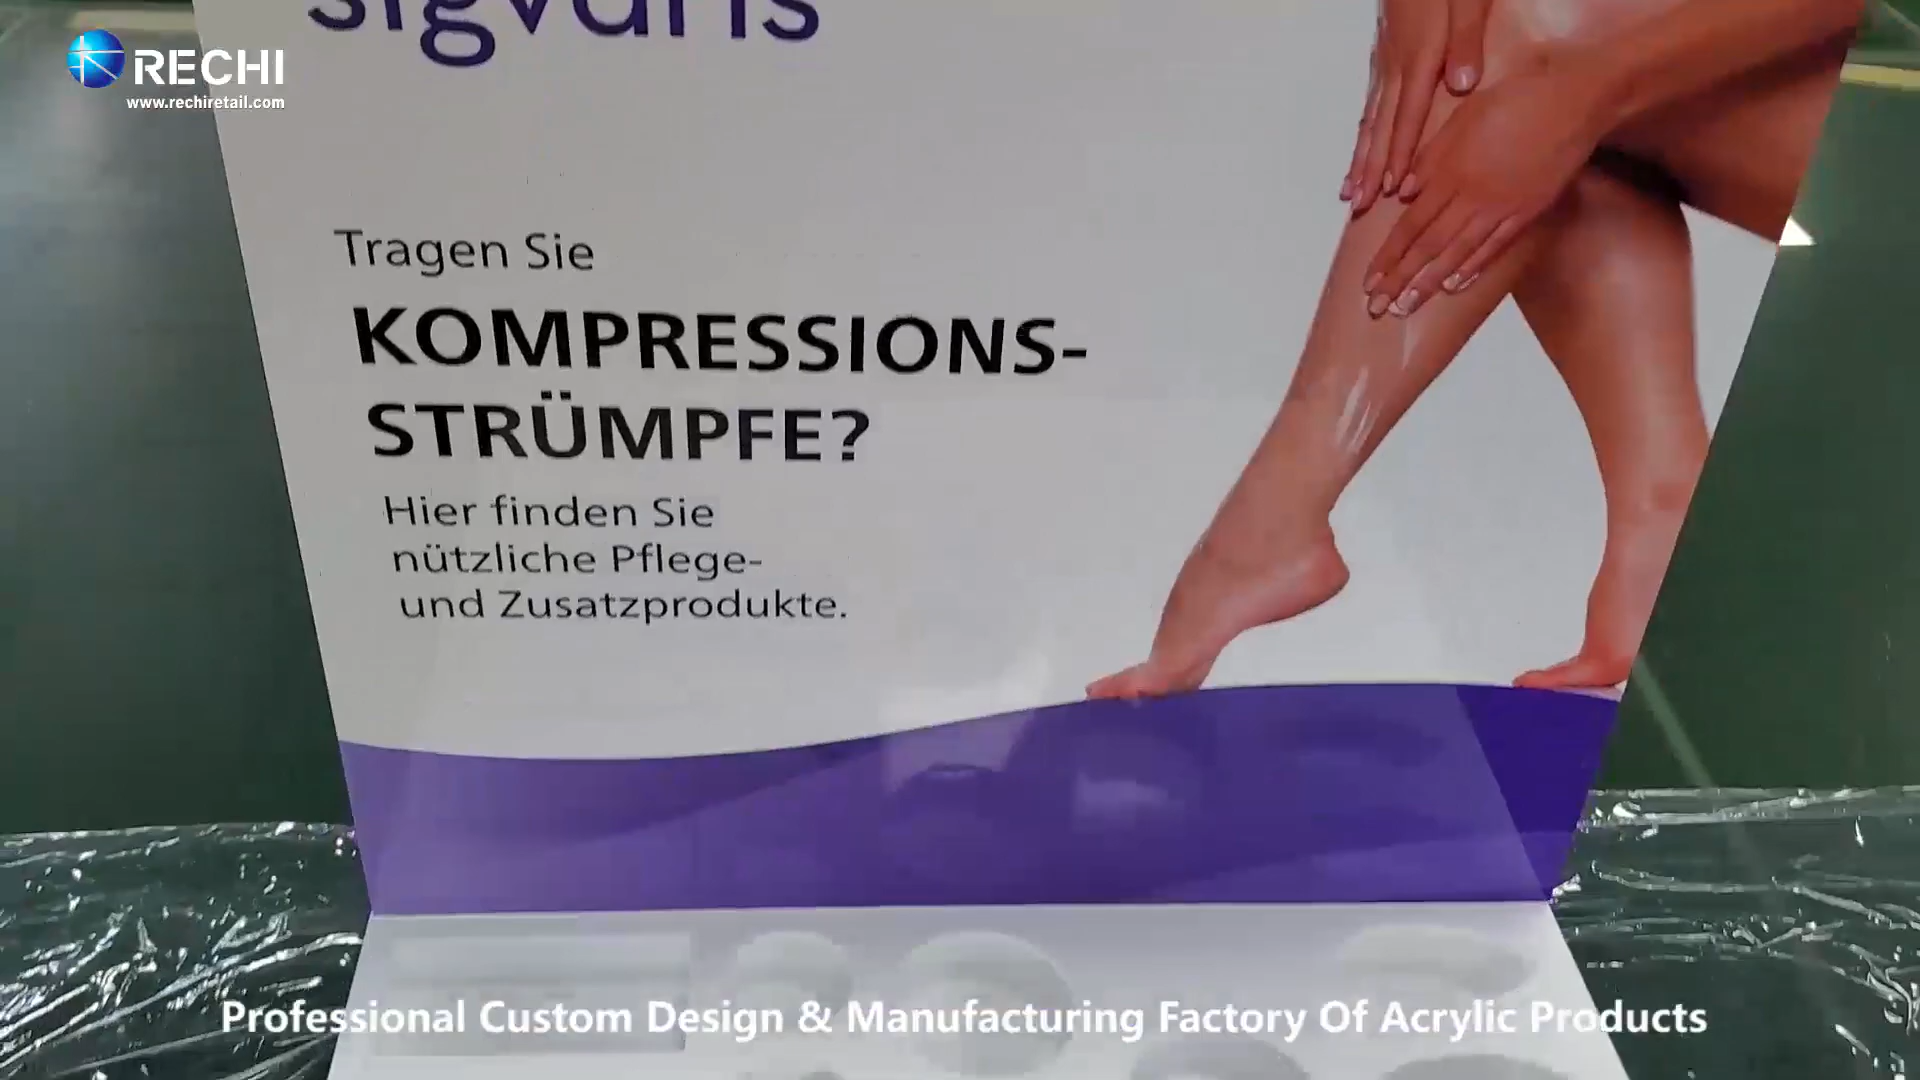 sigvaris
RECHI
www.rechiretail.com
Tragen Sie
KOMPRESSIONS-
STRÜMPFE?
Hier finden Sie
nützliche Pflege-
und Zusatzprodukte.
Professional Custom Design & Manufacturing Factory Of Acrylic Products